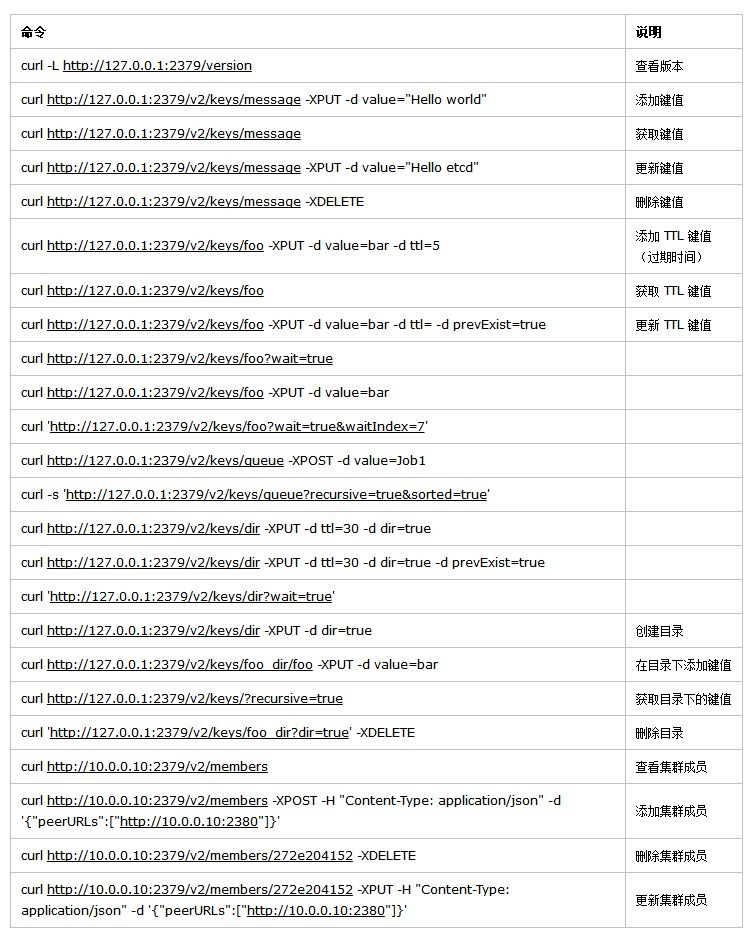 命令 说明
curl -L http://127.0.0.1:2379/version 查看版本
curl http://127.0.0.1:2379/v2/keys/message -XPUT -d value="Hello world" 添加键值
curl http://127.0.0.1:2379/v2/keys/message 获取键值
curl http://127.0.0.1:2379/v2/keys/message -XPUT -d value="Hello etcd" 更新键值
curl http://127.0.0.1:2379/v2/keys/message -XDELETE 删除键值
curl http://127.0.0.1:2379/v2/keys/foo -XPUT -d value=bar -d ttl=5 添加 TTL 键值
（过期时间）
curl http://127.0.0.1:2379/v2/keys/foo 获取 TTL 键值
curl http://127.0.0.1:2379/v2/keys/foo -XPUT -d value=bar -d ttl= -d prevExist=true 更新 TTL 键值
curl http://127.0.0.1:2379/v2/keys/foo?wait=true
curl http://127.0.0.1:2379/v2/keys/foo -XPUT -d value=bar
curl 'http://127.0.0.1:2379/v2/keys/foo?wait=true&waitIndex=7'
curl http://127.0.0.1:2379/v2/keys/queue -XPOST -d value=Job1
curl -s 'http://127.0.0.1:2379/v2/keys/queue?recursive=true&sorted=true'
curl http://127.0.0.1:2379/v2/keys/dir -XPUT -d ttl=30 -d dir=true
curl http://127.0.0.1:2379/v2/keys/dir -XPUT -d ttl=30 -d dir=true -d prevExist=true
curl 'http://127.0.0.1:2379/v2/keys/dir?wait=true'
curl http://127.0.0.1:2379/v2/keys/dir -XPUT -d dir=true 创建目录
curl http://127.0.0.1:2379/v2/keys/foo_dir/foo -XPUT -d value=bar 在目录下添加键值
curl http://127.0.0.1:2379/v2/keys/?recursive=true 获取目录下的键值
curl 'http://127.0.0.1:2379/v2/keys/foo_dir?dir=true' -XDELETE 删除目录
curl http://10.0.0.10:2379/v2/members 查看集群成员
curl http://10.0.0.10:2379/v2/members -XPOST -H "Content-Type: application/json" -d
'{"peerURLs":["http://10.0.0.10:2380"]}' 添加集群成员
curl http://10.0.0.10:2379/v2/members/272e204152 -XDELETE 删除集群成员
curl http://10.0.0.10:2379/v2/members/272e204152 -XPUT -H "Content-Type:
application/json" -d '{"peerURLs":["http://10.0.0.10:2380"]}' 更新集群成员